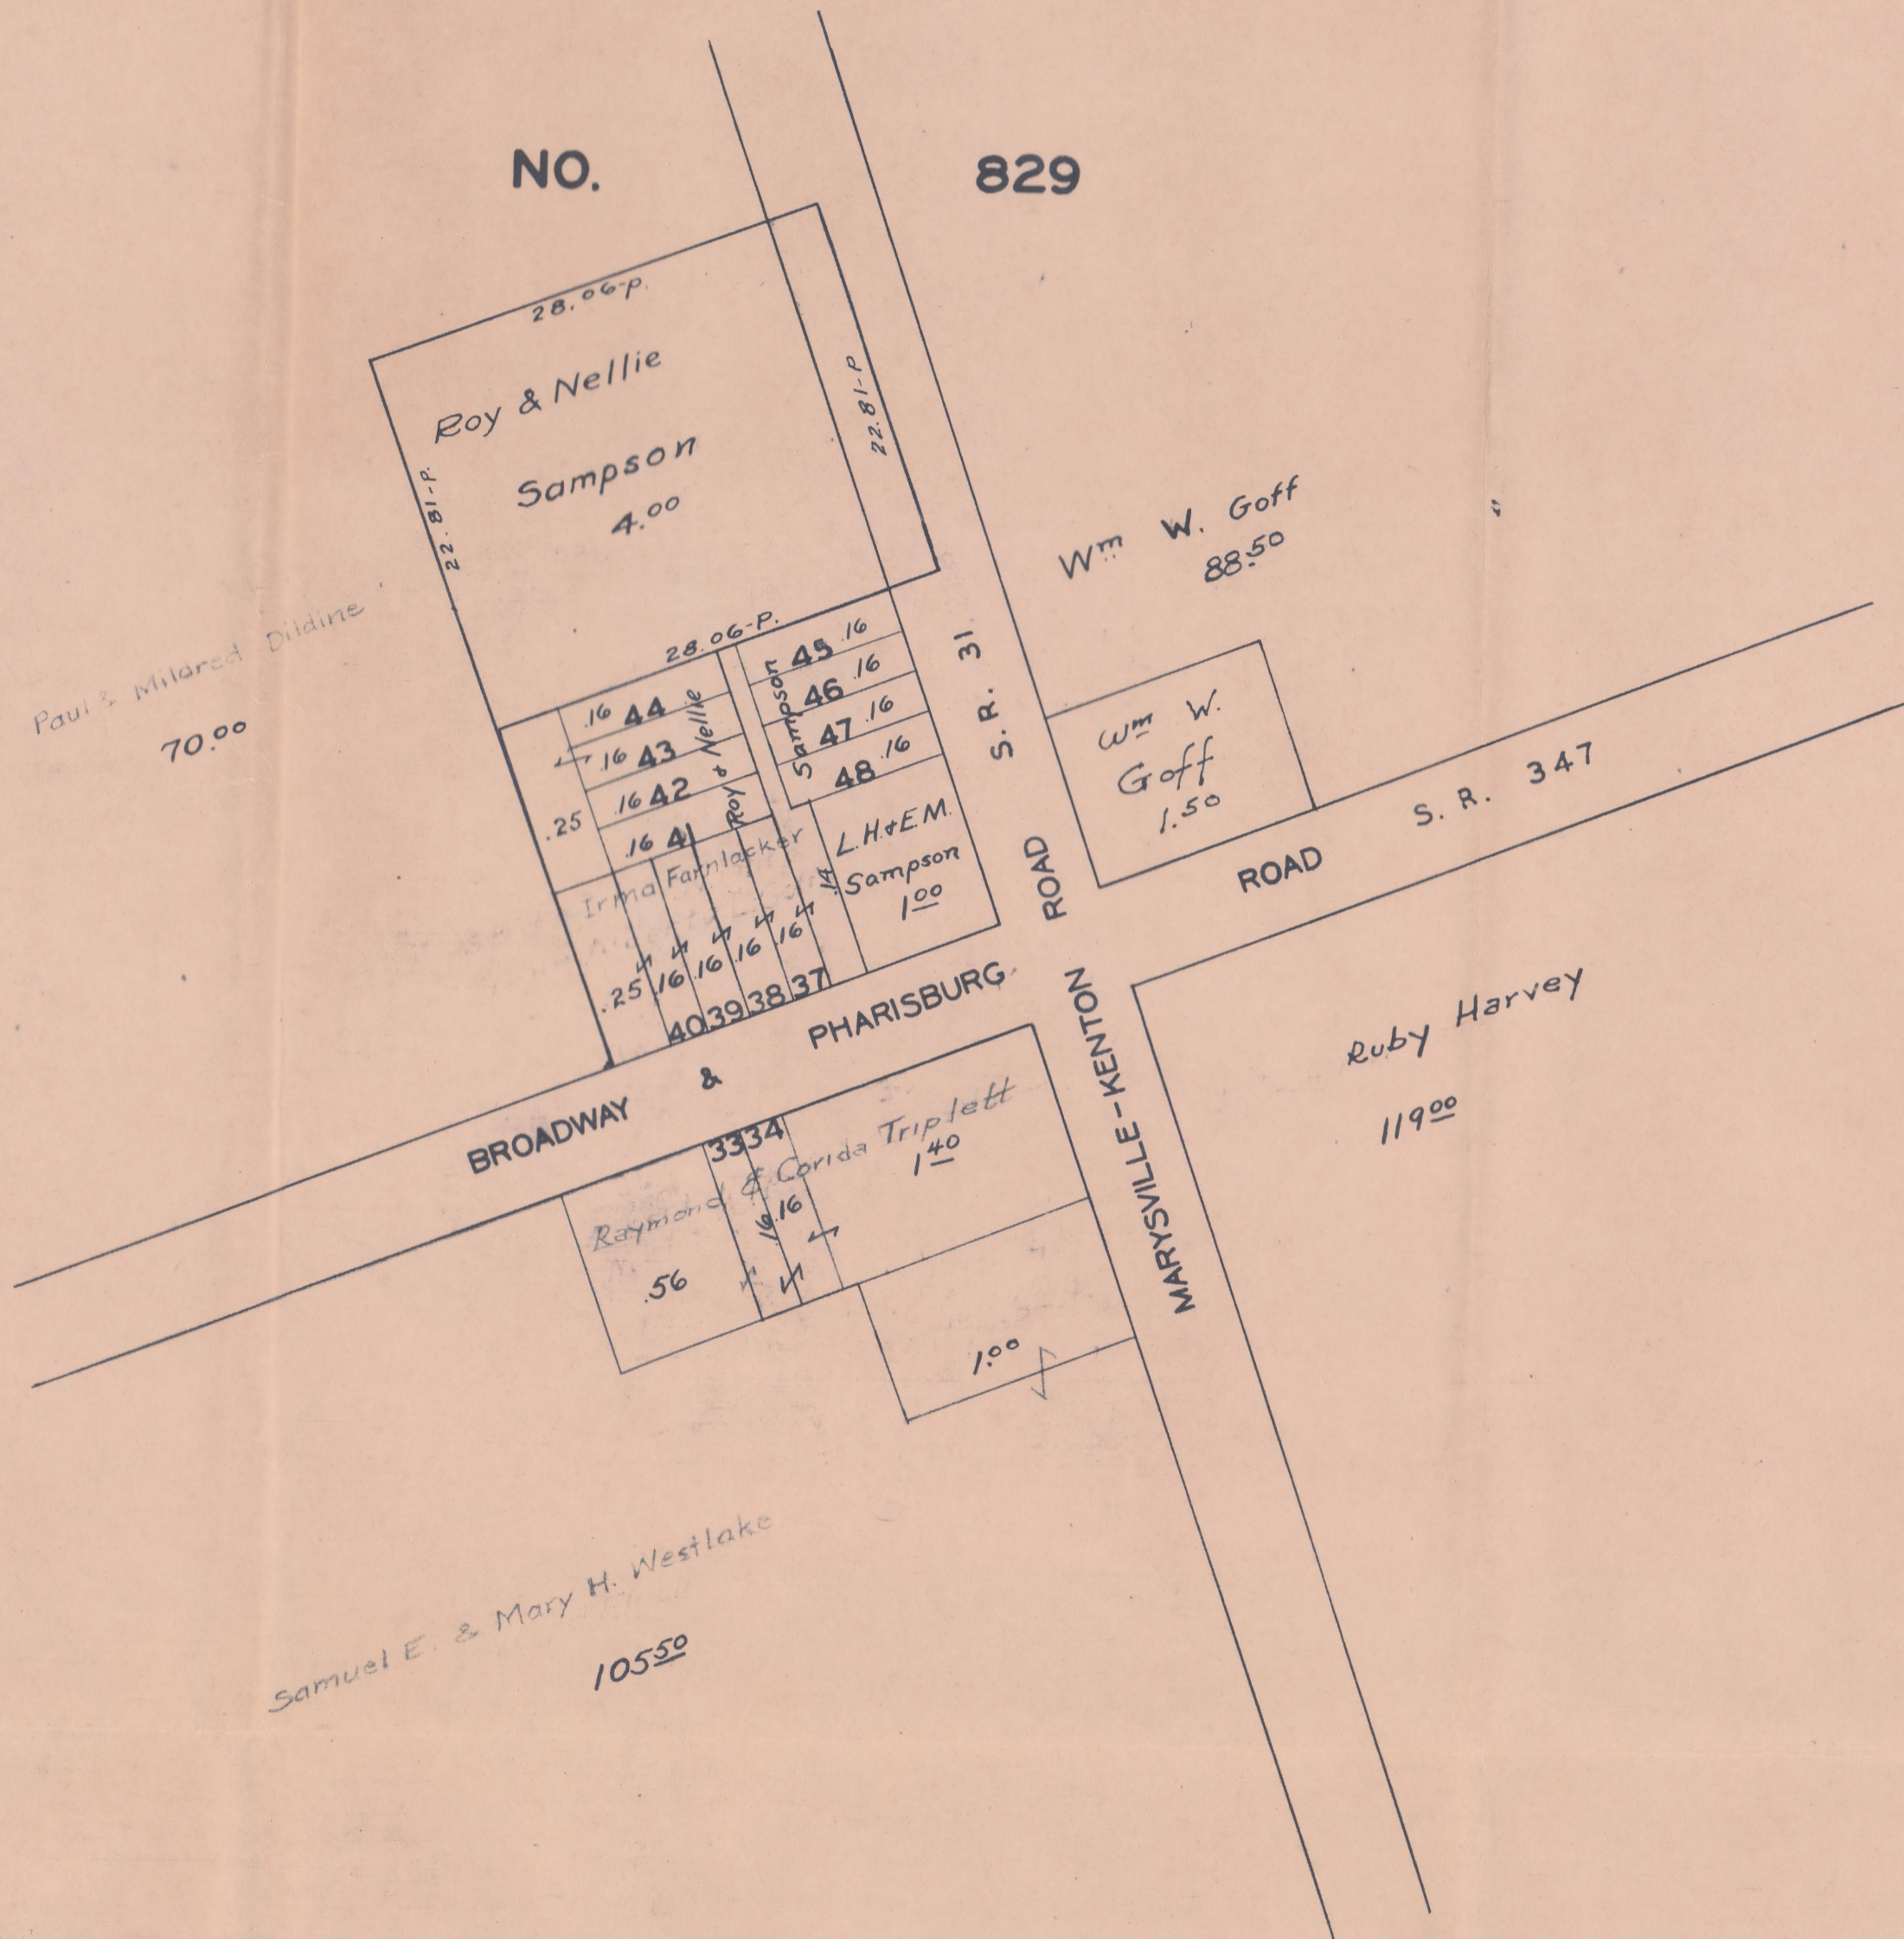 NO. 829
28.06-p.
Roy & Nellie
Sampson
4.00
22.81-P.
22.81-P
28.06-P.
Wm W. Goff
88.50
Paul & Mildred Dildine
70.00
.16 44
.16 43
.16 42
.16 41
.25
Roy & Nellie
Sampson
45 .16
46 .16
47 .16
48 .16
S. R. 31
Wm W.
Goff
1.50
S. R. 347
ROAD
L.H. & E.M.
Sampson
1.00
.14
Irma Farnlacker
.25 .16 .16 .16 .16
40 39 38 37
BROADWAY & PHARISBURG
ROAD
MARYSVILLE-KENTON
Ruby Harvey
119.00
33 34
Raymond & Corida Triplett
1.40
.16 .16
.56
1.00
Samuel E. & Mary H. Westlake
105.50